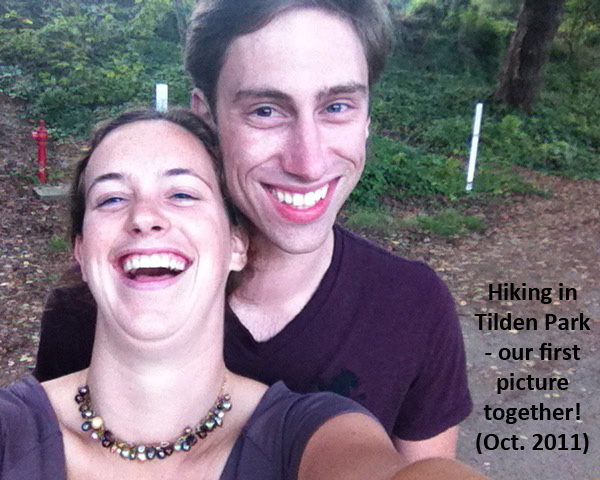 Hiking in
Tilden Park
- our first
picture
together!
(Oct. 2011)